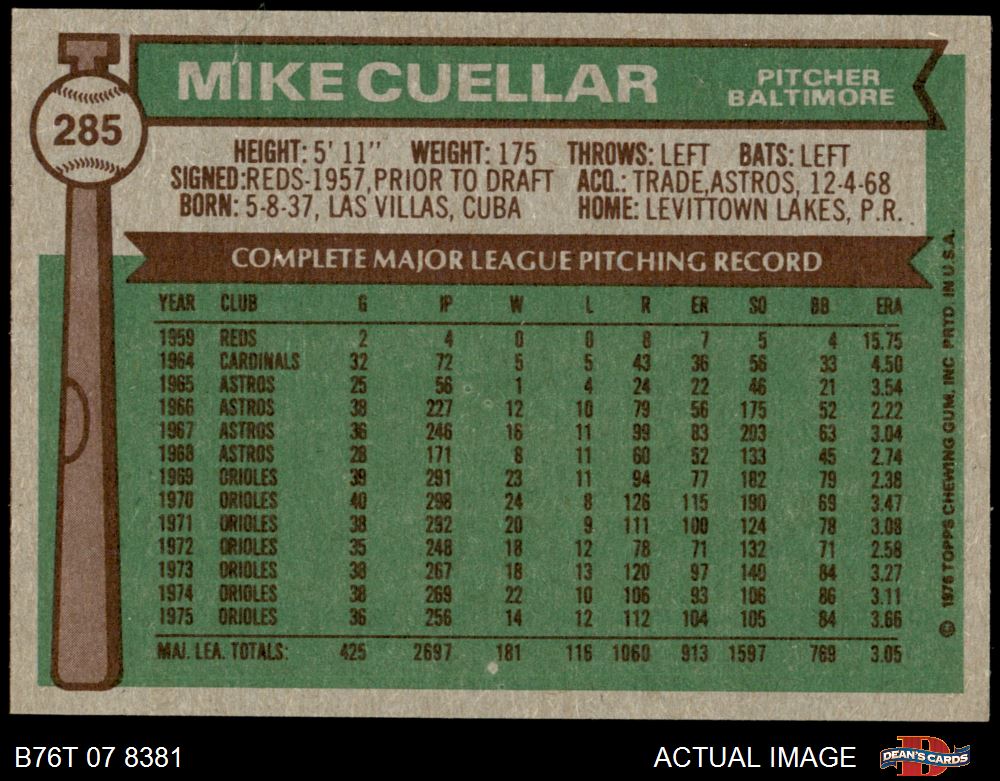 MIKE CUELLAR
PITCHER
BALTIMORE
285
HEIGHT: 5' 11" WEIGHT: 175 THROWS: LEFT BATS: LEFT
SIGNED:REDS-1957,PRIOR TO DRAFT ACQ.: TRADE,ASTROS, 12-4-68
BORN: 5-8-37, LAS VILLAS, CUBA HOME: LEVITTOWN LAKES, P.R.
COMPLETE MAJOR LEAGUE PITCHING RECORD
YEAR CLUB G IP W L R ER SO BB ERA
1959 REDS 2 4 0 0 8 7 5 4 15.75
1964 CARDINALS 32 72 5 5 43 36 56 33 4.50
1965 ASTROS 25 56 1 4 24 22 46 21 3.54
1966 ASTROS 38 227 12 10 79 56 175 52 2.22
1967 ASTROS 36 246 16 11 99 83 203 63 3.04
1968 ASTROS 28 171 8 11 60 52 133 45 2.74
1969 ORIOLES 39 291 23 11 94 77 182 79 2.38
1970 ORIOLES 40 298 24 8 126 115 190 69 3.47
1971 ORIOLES 38 292 20 9 111 100 124 78 3.08
1972 ORIOLES 35 248 18 12 78 71 132 71 2.58
1973 ORIOLES 38 267 18 13 120 97 140 84 3.27
1974 ORIOLES 38 269 22 10 106 93 106 86 3.11
1975 ORIOLES 36 256 14 12 112 104 105 84 3.66
MAJ. LEA. TOTALS: 425 2697 181 116 1060 913 1597 769 3.05
© 1976 TOPPS CHEWING GUM, INC PRTD. IN U.S.A.
B76T 07 8381
ACTUAL IMAGE
DEAN'S CARDS